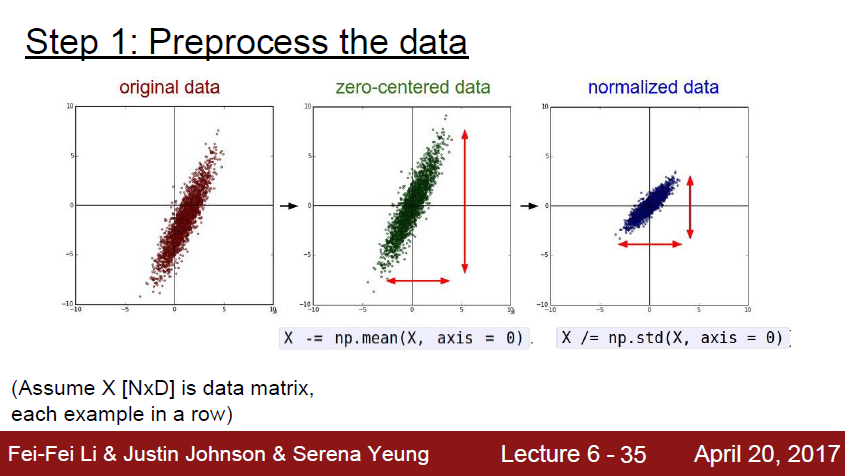 Step 1: Preprocess the data
original data
zero-centered data
normalized data
10
5
0
-5
-10
-10
-5
0
5
10
10
5
0
-5
-10
-10
-5
0
5
10
10
5
0
-5
-10
-10
-5
0
5
10
X -= np.mean(X, axis = 0).
X /= np.std(X, axis = 0)
(Assume X [NxD] is data matrix,
each example in a row)
Fei-Fei Li & Justin Johnson & Serena Yeung
Lecture 6 - 35
April 20, 2017